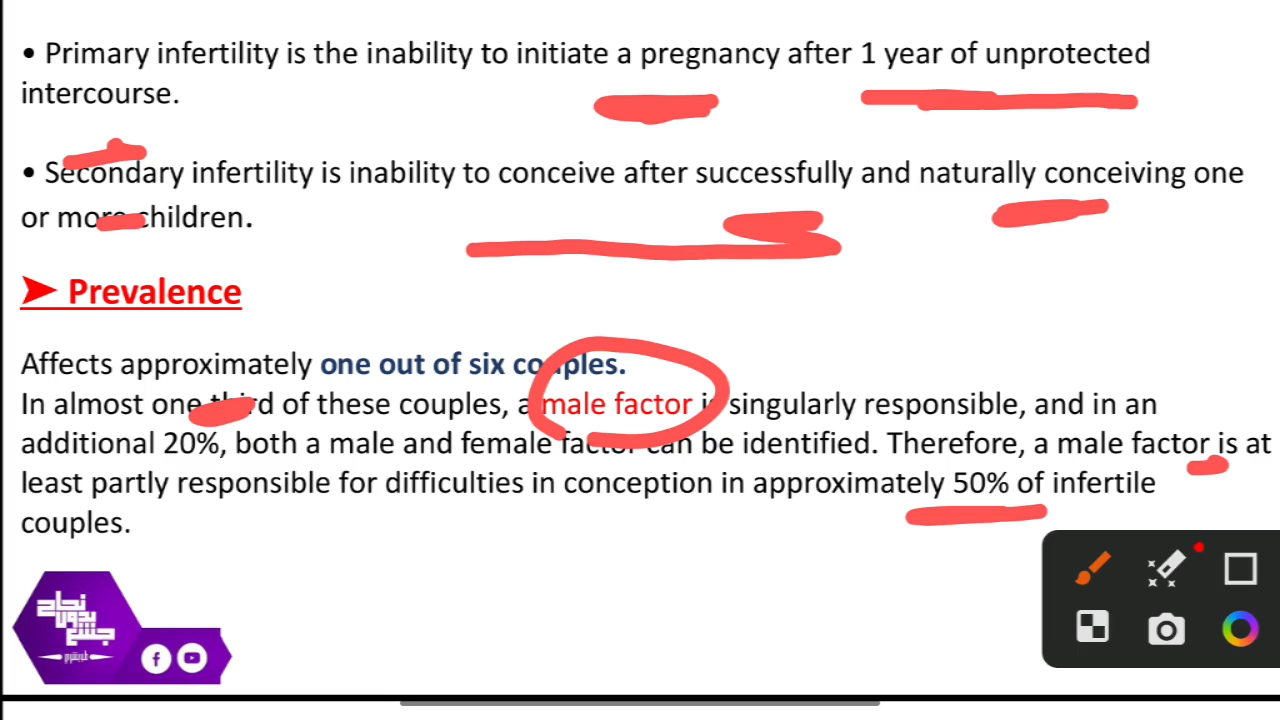 • Primary infertility is the inability to initiate a pregnancy after 1 year of unprotected
intercourse.
• Secondary infertility is inability to conceive after successfully and naturally conceiving one
or more children.
➤ Prevalence
Affects approximately one out of six couples.
In almost one third of these couples, a male factor is singularly responsible, and in an
additional 20%, both a male and female factor can be identified. Therefore, a male factor is at
least partly responsible for difficulties in conception in approximately 50% of infertile
couples.
نجاح
بدون
جشع